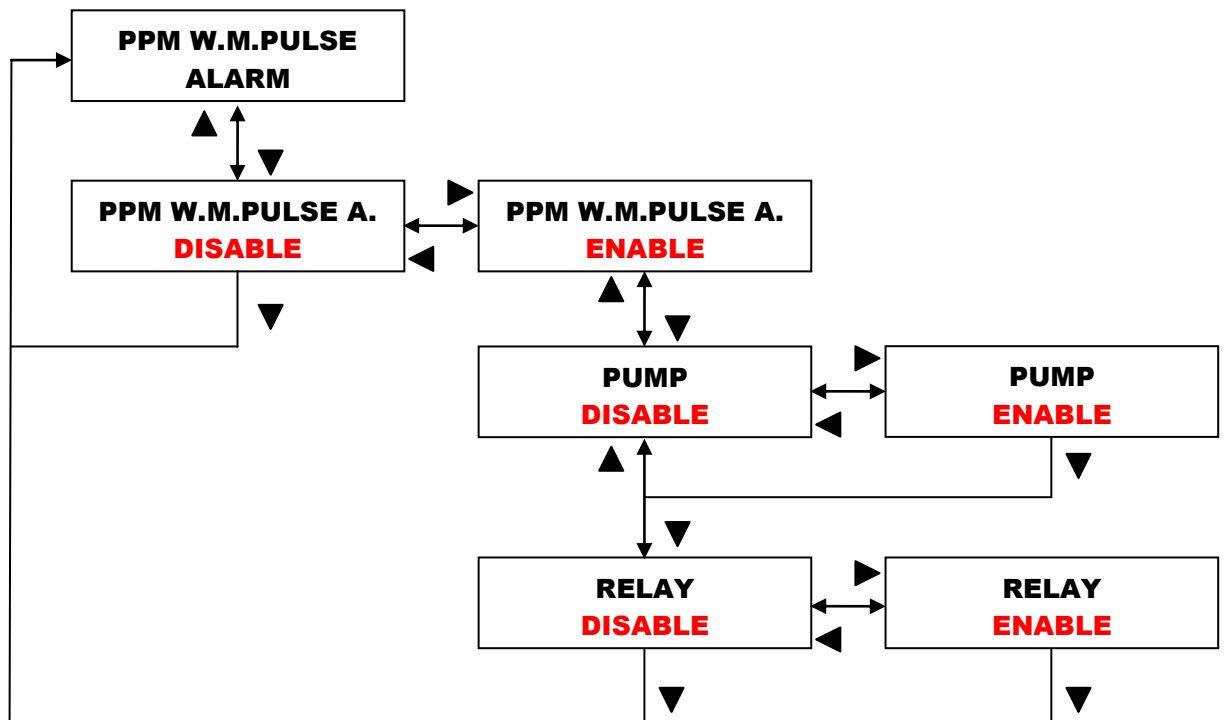 PPM W.M.PULSE
ALARM
PPM W.M.PULSE A.
DISABLE
PPM W.M.PULSE A.
ENABLE
PUMP
DISABLE
PUMP
ENABLE
RELAY
DISABLE
RELAY
ENABLE